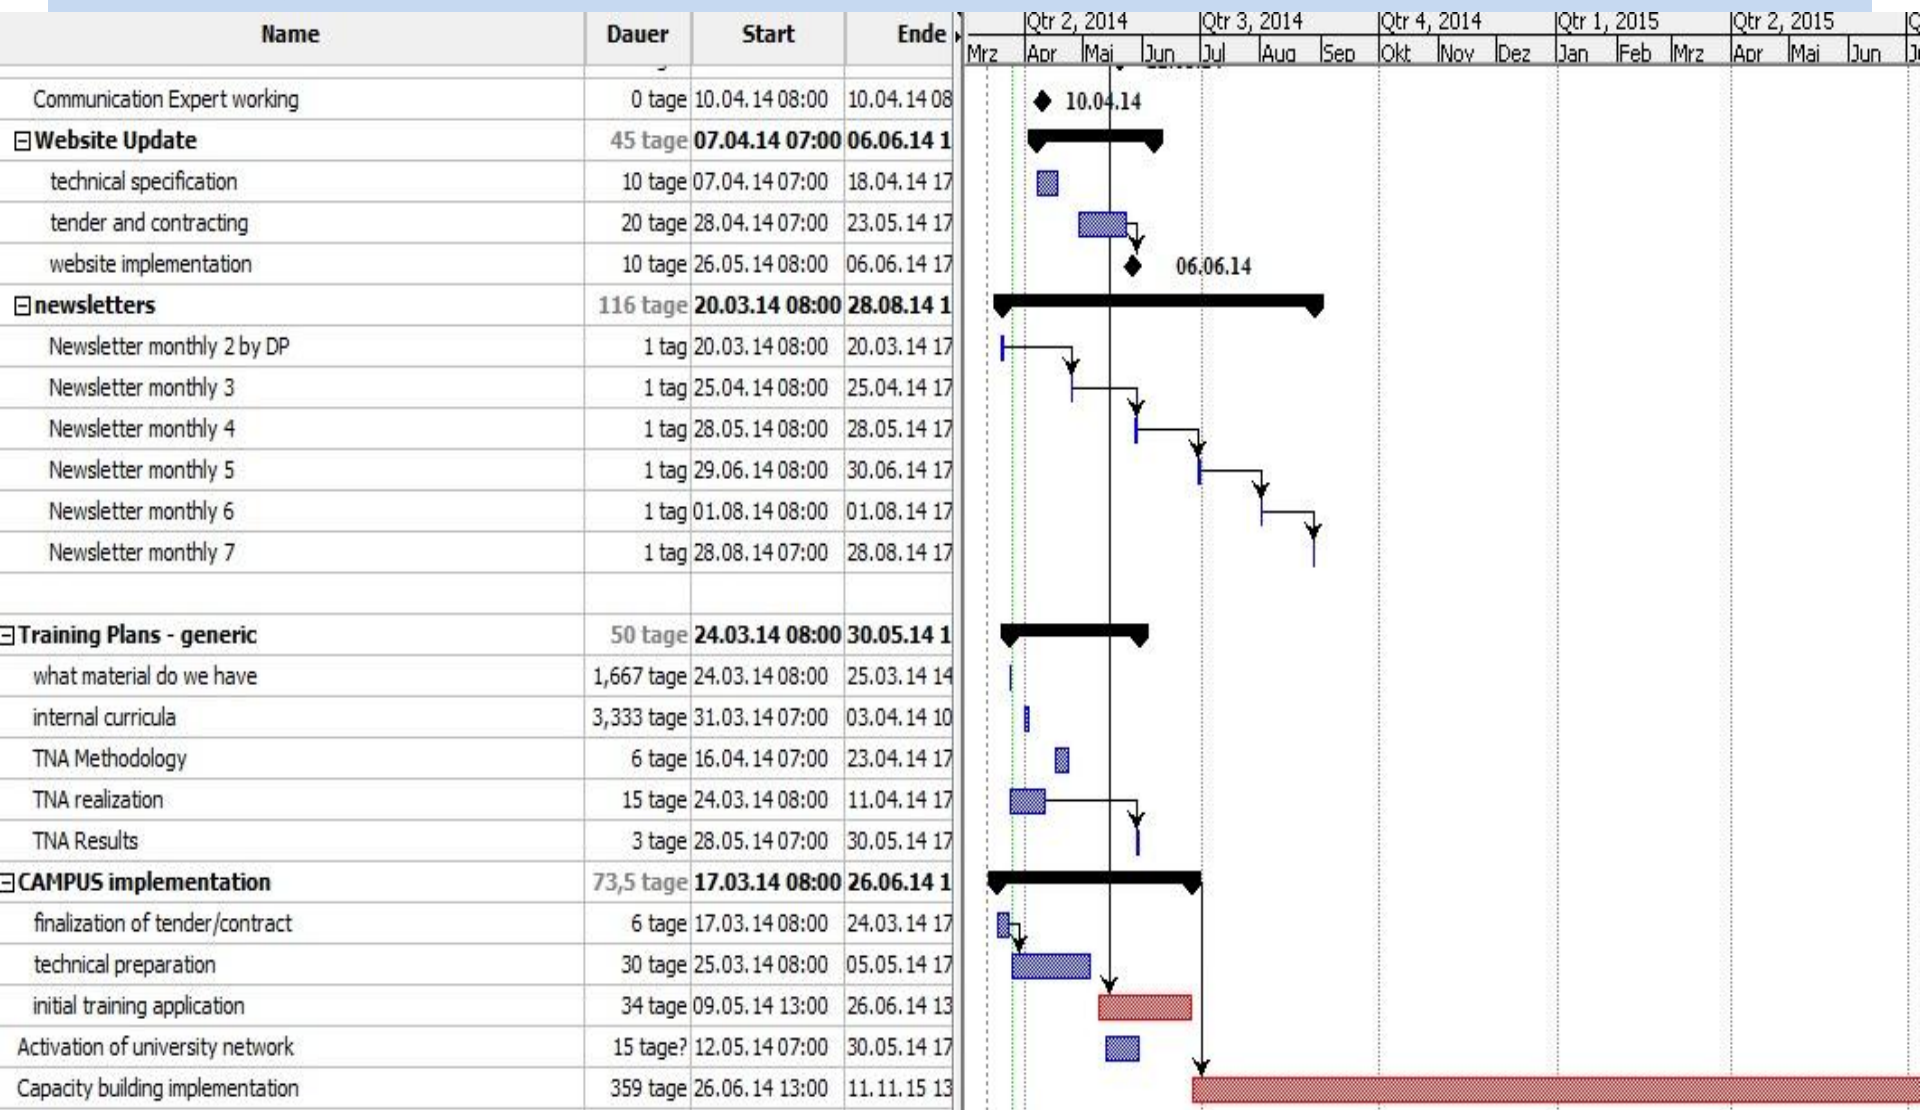 Name Dauer Start Ende
Qtr 2, 2014 Qtr 3, 2014 Qtr 4, 2014 Qtr 1, 2015 Qtr 2, 2015
Mrz Apr Mai Jun Jul Aug Sep Okt Nov Dez Jan Feb Mrz Apr Mai Jun
Communication Expert working 0 tage 10.04.14 08:00 10.04.14 08 10.04.14
Website Update 45 tage 07.04.14 07:00 06.06.14 1
technical specification 10 tage 07.04.14 07:00 18.04.14 17
tender and contracting 20 tage 28.04.14 07:00 23.05.14 17
website implementation 10 tage 26.05.14 08:00 06.06.14 17 06.06.14
newsletters 116 tage 20.03.14 08:00 28.08.14 1
Newsletter monthly 2 by DP 1 tag 20.03.14 08:00 20.03.14 17
Newsletter monthly 3 1 tag 25.04.14 08:00 25.04.14 17
Newsletter monthly 4 1 tag 28.05.14 08:00 28.05.14 17
Newsletter monthly 5 1 tag 29.06.14 08:00 30.06.14 17
Newsletter monthly 6 1 tag 01.08.14 08:00 01.08.14 17
Newsletter monthly 7 1 tag 28.08.14 07:00 28.08.14 17
Training Plans - generic 50 tage 24.03.14 08:00 30.05.14 1
what material do we have 1,667 tage 24.03.14 08:00 25.03.14 14
internal curricula 3,333 tage 31.03.14 07:00 03.04.14 10
TNA Methodology 6 tage 16.04.14 07:00 23.04.14 17
TNA realization 15 tage 24.03.14 08:00 11.04.14 17
TNA Results 3 tage 28.05.14 07:00 30.05.14 17
CAMPUS implementation 73,5 tage 17.03.14 08:00 26.06.14 1
finalization of tender/contract 6 tage 17.03.14 08:00 24.03.14 17
technical preparation 30 tage 25.03.14 08:00 05.05.14 17
initial training application 34 tage 09.05.14 13:00 26.06.14 13
Activation of university network 15 tage? 12.05.14 07:00 30.05.14 17
Capacity building implementation 359 tage 26.06.14 13:00 11.11.15 13